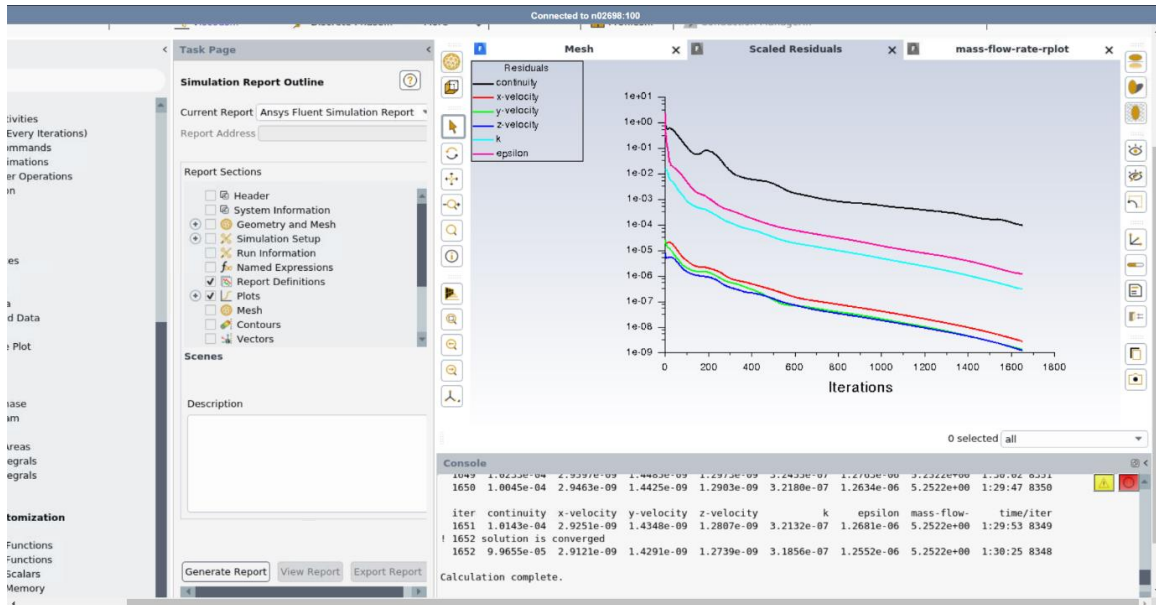 Connected to n02698:100
Task Page
Mesh
Scaled Residuals
mass-flow-rate-rplot
Simulation Report Outline
Current Report Ansys Fluent Simulation Report
Report Address
Report Sections
Header
System Information
Geometry and Mesh
Simulation Setup
Run Information
Named Expressions
Report Definitions
Plots
Mesh
Contours
Vectors
Scenes
Description
Generate Report View Report Export Report
tivities
(Every Iterations)
ommands
imations
er Operations
on
es
a
d Data
e Plot
hase
am
Areas
egrals
egrals
tomization
Functions
Functions
Scalars
Memory
Residuals
continuity
x-velocity
y-velocity
z-velocity
k
epsilon
1e+01
1e+00
1e-01
1e-02
1e-03
1e-04
1e-05
1e-06
1e-07
1e-08
1e-09
0 200 400 600 800 1000 1200 1400 1600 1800
Iterations
0 selected all
Console
1650 1.0045e-04 2.9463e-09 1.4425e-09 1.2903e-09 3.2180e-07 1.2634e-06 5.2522e+00 1:29:47 8350
iter continuity x-velocity y-velocity z-velocity k epsilon mass-flow- time/iter
1651 1.0143e-04 2.9251e-09 1.4348e-09 1.2807e-09 3.2132e-07 1.2681e-06 5.2522e+00 1:29:53 8349
! 1652 solution is converged
1652 9.9655e-05 2.9121e-09 1.4291e-09 1.2739e-09 3.1856e-07 1.2552e-06 5.2522e+00 1:30:25 8348
Calculation complete.